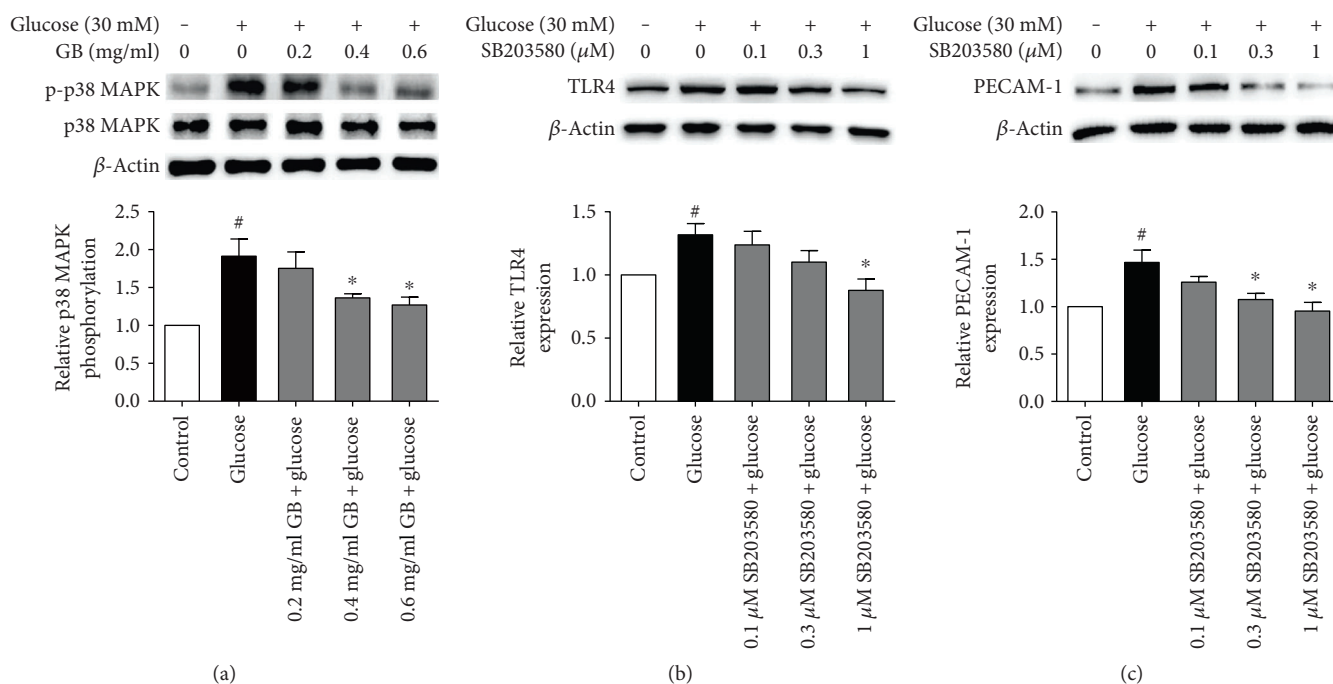 Glucose (30 mM) - + + + +
GB (mg/ml) 0 0 0.2 0.4 0.6
p-p38 MAPK
p38 MAPK
β-Actin
2.5
2.0
1.5
1.0
0.5
0.0
Relative p38 MAPK
phosphorylation
#
*
*
Control
Glucose
0.2 mg/ml GB + glucose
0.4 mg/ml GB + glucose
0.6 mg/ml GB + glucose
(a)
Glucose (30 mM) - + + + +
SB203580 (μM) 0 0 0.1 0.3 1
TLR4
β-Actin
1.5
1.0
0.5
0.0
Relative TLR4
expression
#
*
Control
Glucose
0.1 μM SB203580 + glucose
0.3 μM SB203580 + glucose
1 μM SB203580 + glucose
(b)
Glucose (30 mM) - + + + +
SB203580 (μM) 0 0 0.1 0.3 1
PECAM-1
β-Actin
2.0
1.5
1.0
0.5
0.0
Relative PECAM-1
expression
#
*
*
Control
Glucose
0.1 μM SB203580 + glucose
0.3 μM SB203580 + glucose
1 μM SB203580 + glucose
(c)